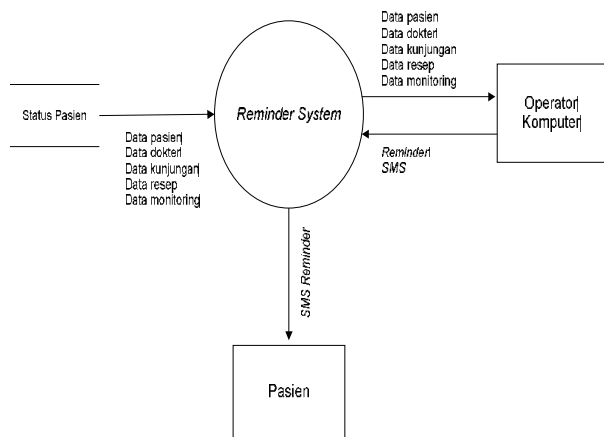 Data pasien
Data dokter
Data kunjungan
Data resep
Data monitoring
Status Pasien
Reminder System
Operator
Komputer
Data pasien
Data dokter
Data kunjungan
Data resep
Data monitoring
Reminder
SMS
SMS Reminder
Pasien